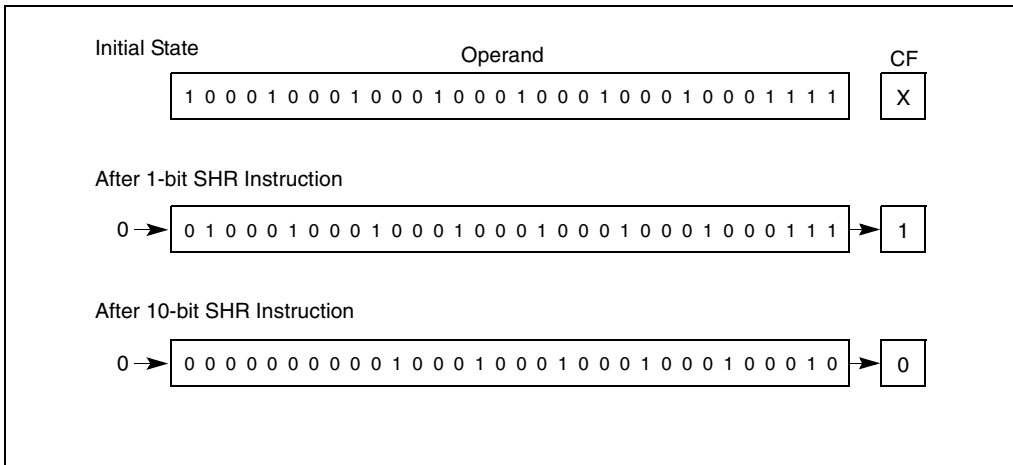 Initial State
Operand
CF
1 0 0 0 1 0 0 0 1 0 0 0 1 0 0 0 1 0 0 0 1 0 0 0 1 0 0 0 1 1 1 1 X
After 1-bit SHR Instruction
0 0 1 0 0 0 1 0 0 0 1 0 0 0 1 0 0 0 1 0 0 0 1 0 0 0 1 0 0 0 1 1 1 1
After 10-bit SHR Instruction
0 0 0 0 0 0 0 0 0 0 0 1 0 0 0 1 0 0 0 1 0 0 0 1 0 0 0 1 0 0 0 1 0 0